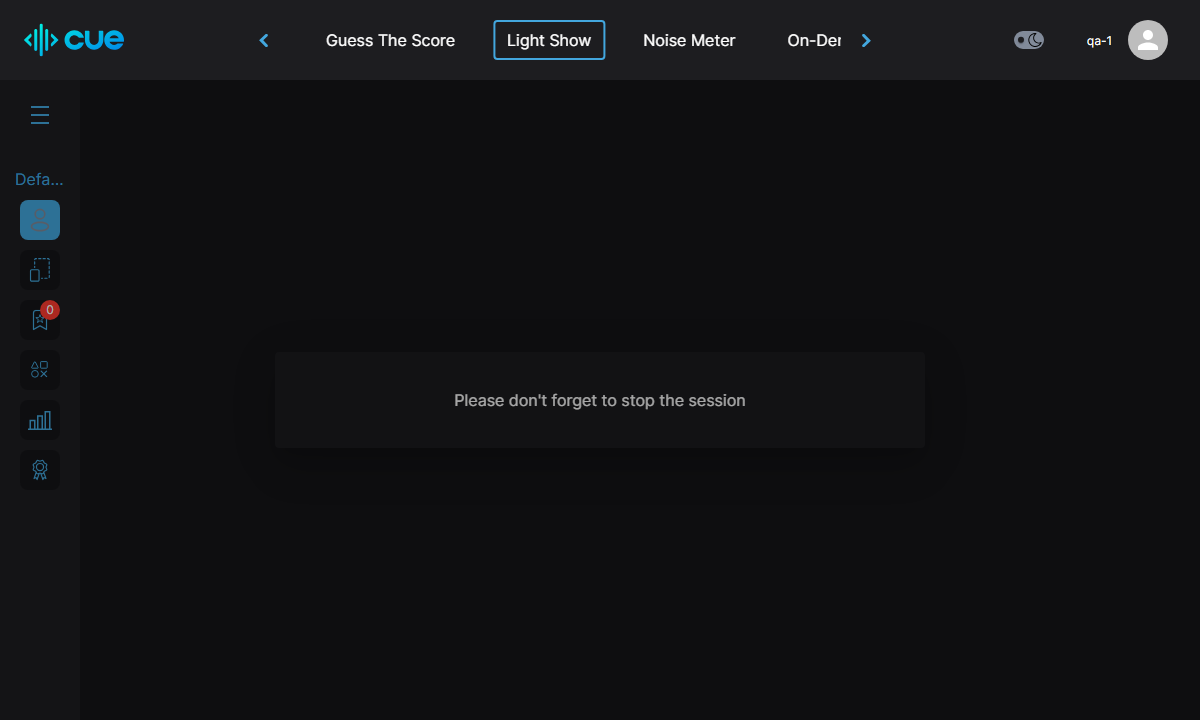 cue
Guess The Score
Light Show
Noise Meter
On-Der
qa-1
Defa...
0
Please don't forget to stop the session